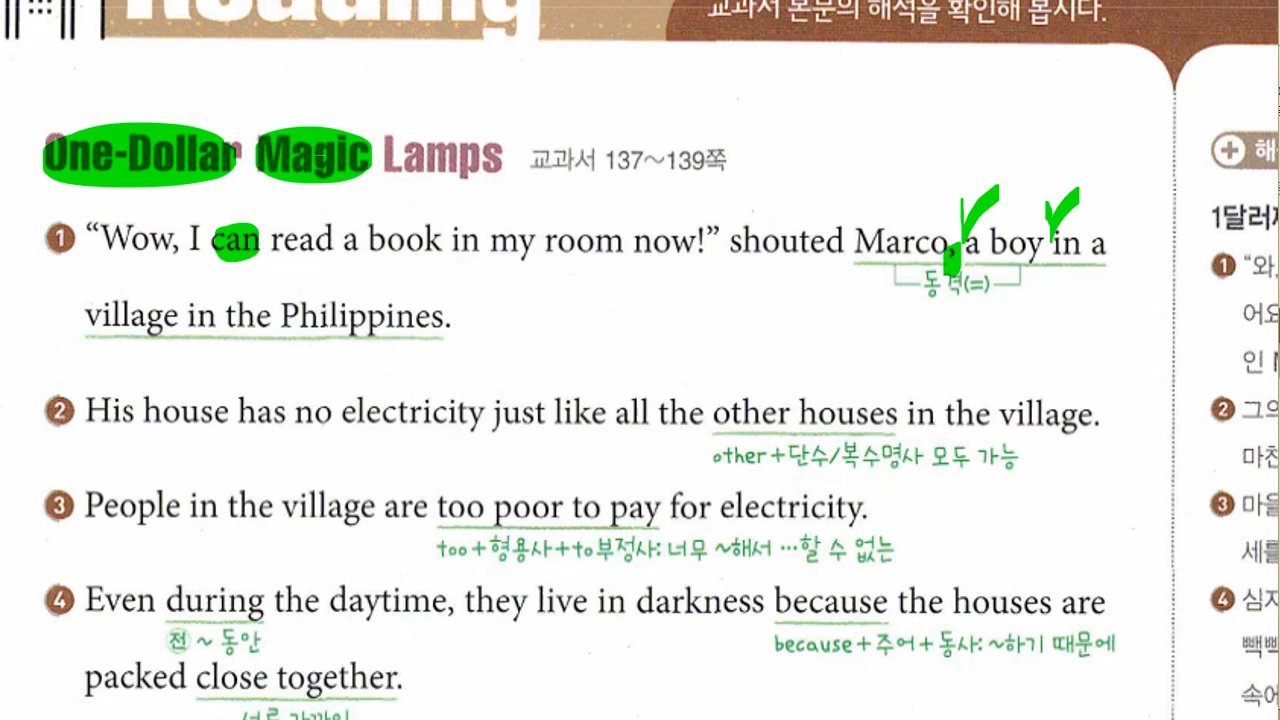 Reading
교과서 본문의 해석을 확인해 봅시다.
One-Dollar Magic Lamps 교과서 137~139쪽
1 “Wow, I can read a book in my room now!” shouted Marco, a boy in a
동격(=)
village in the Philippines.
2 His house has no electricity just like all the other houses in the village.
other+단수/복수명사 모두 가능
3 People in the village are too poor to pay for electricity.
too+형용사+to부정사: 너무 ~해서 …할 수 없는
4 Even during the daytime, they live in darkness because the houses are
전 ~ 동안
because+주어+동사: ~하기 때문에
packed close together.
서로 가까이
+ 해
1달러
1 “와,
어요
인
2 그의
마찬
3 마을
세를
4 심지
빽빽
속에